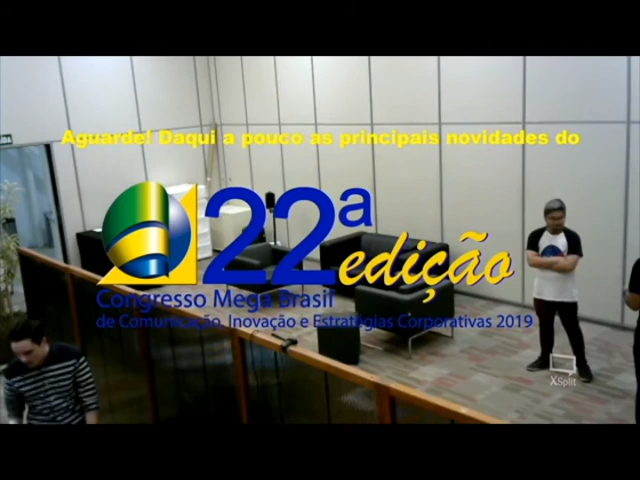 Aguarde! Daqui a pouco as principais novidades do
22ª
edição
Congresso Mega Brasil
de Comunicação, Inovação e Estratégias Corporativas 2019
XSplit